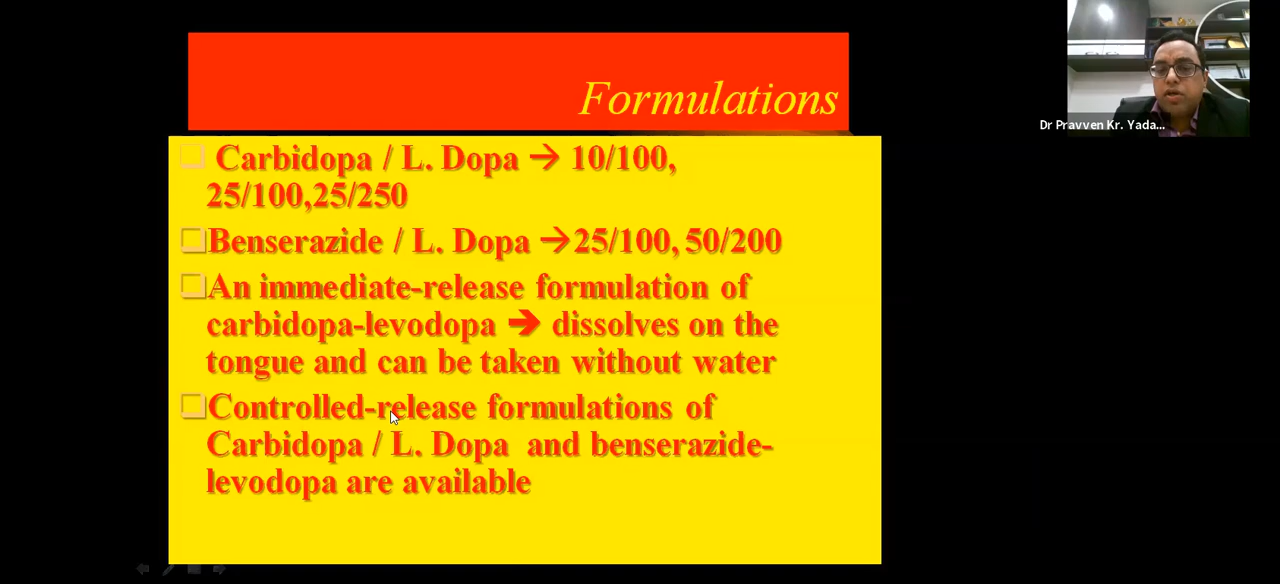 Formulations
Carbidopa / L. Dopa → 10/100,
25/100,25/250
Benserazide / L. Dopa →25/100, 50/200
An immediate-release formulation of
carbidopa-levodopa ➔ dissolves on the
tongue and can be taken without water
Controlled-release formulations of
Carbidopa / L. Dopa and benserazide-
levodopa are available
Dr Pravven Kr. Yada...